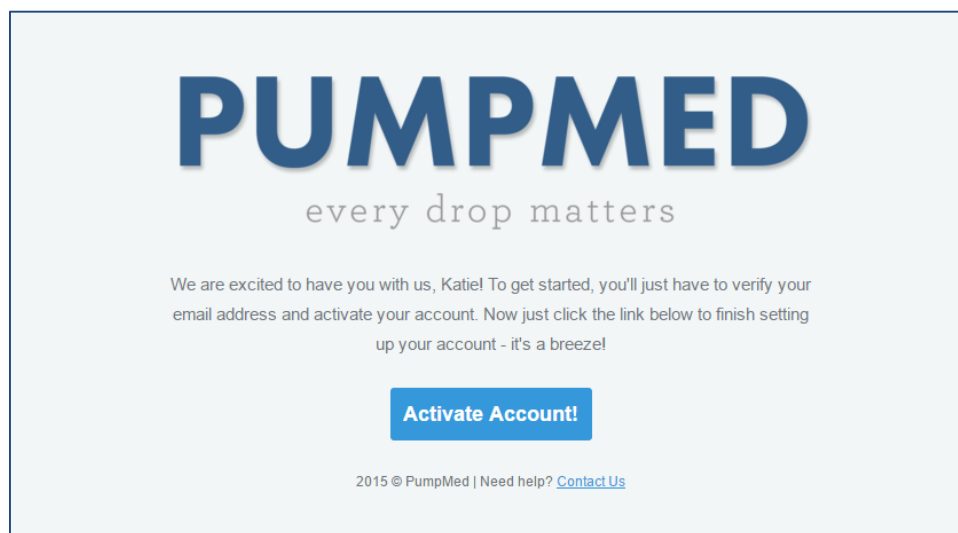 PUMPMED
every drop matters
We are excited to have you with us, Katie! To get started, you'll just have to verify your
email address and activate your account. Now just click the link below to finish setting
up your account - it's a breeze!
Activate Account!
2015 © PumpMed | Need help? Contact Us